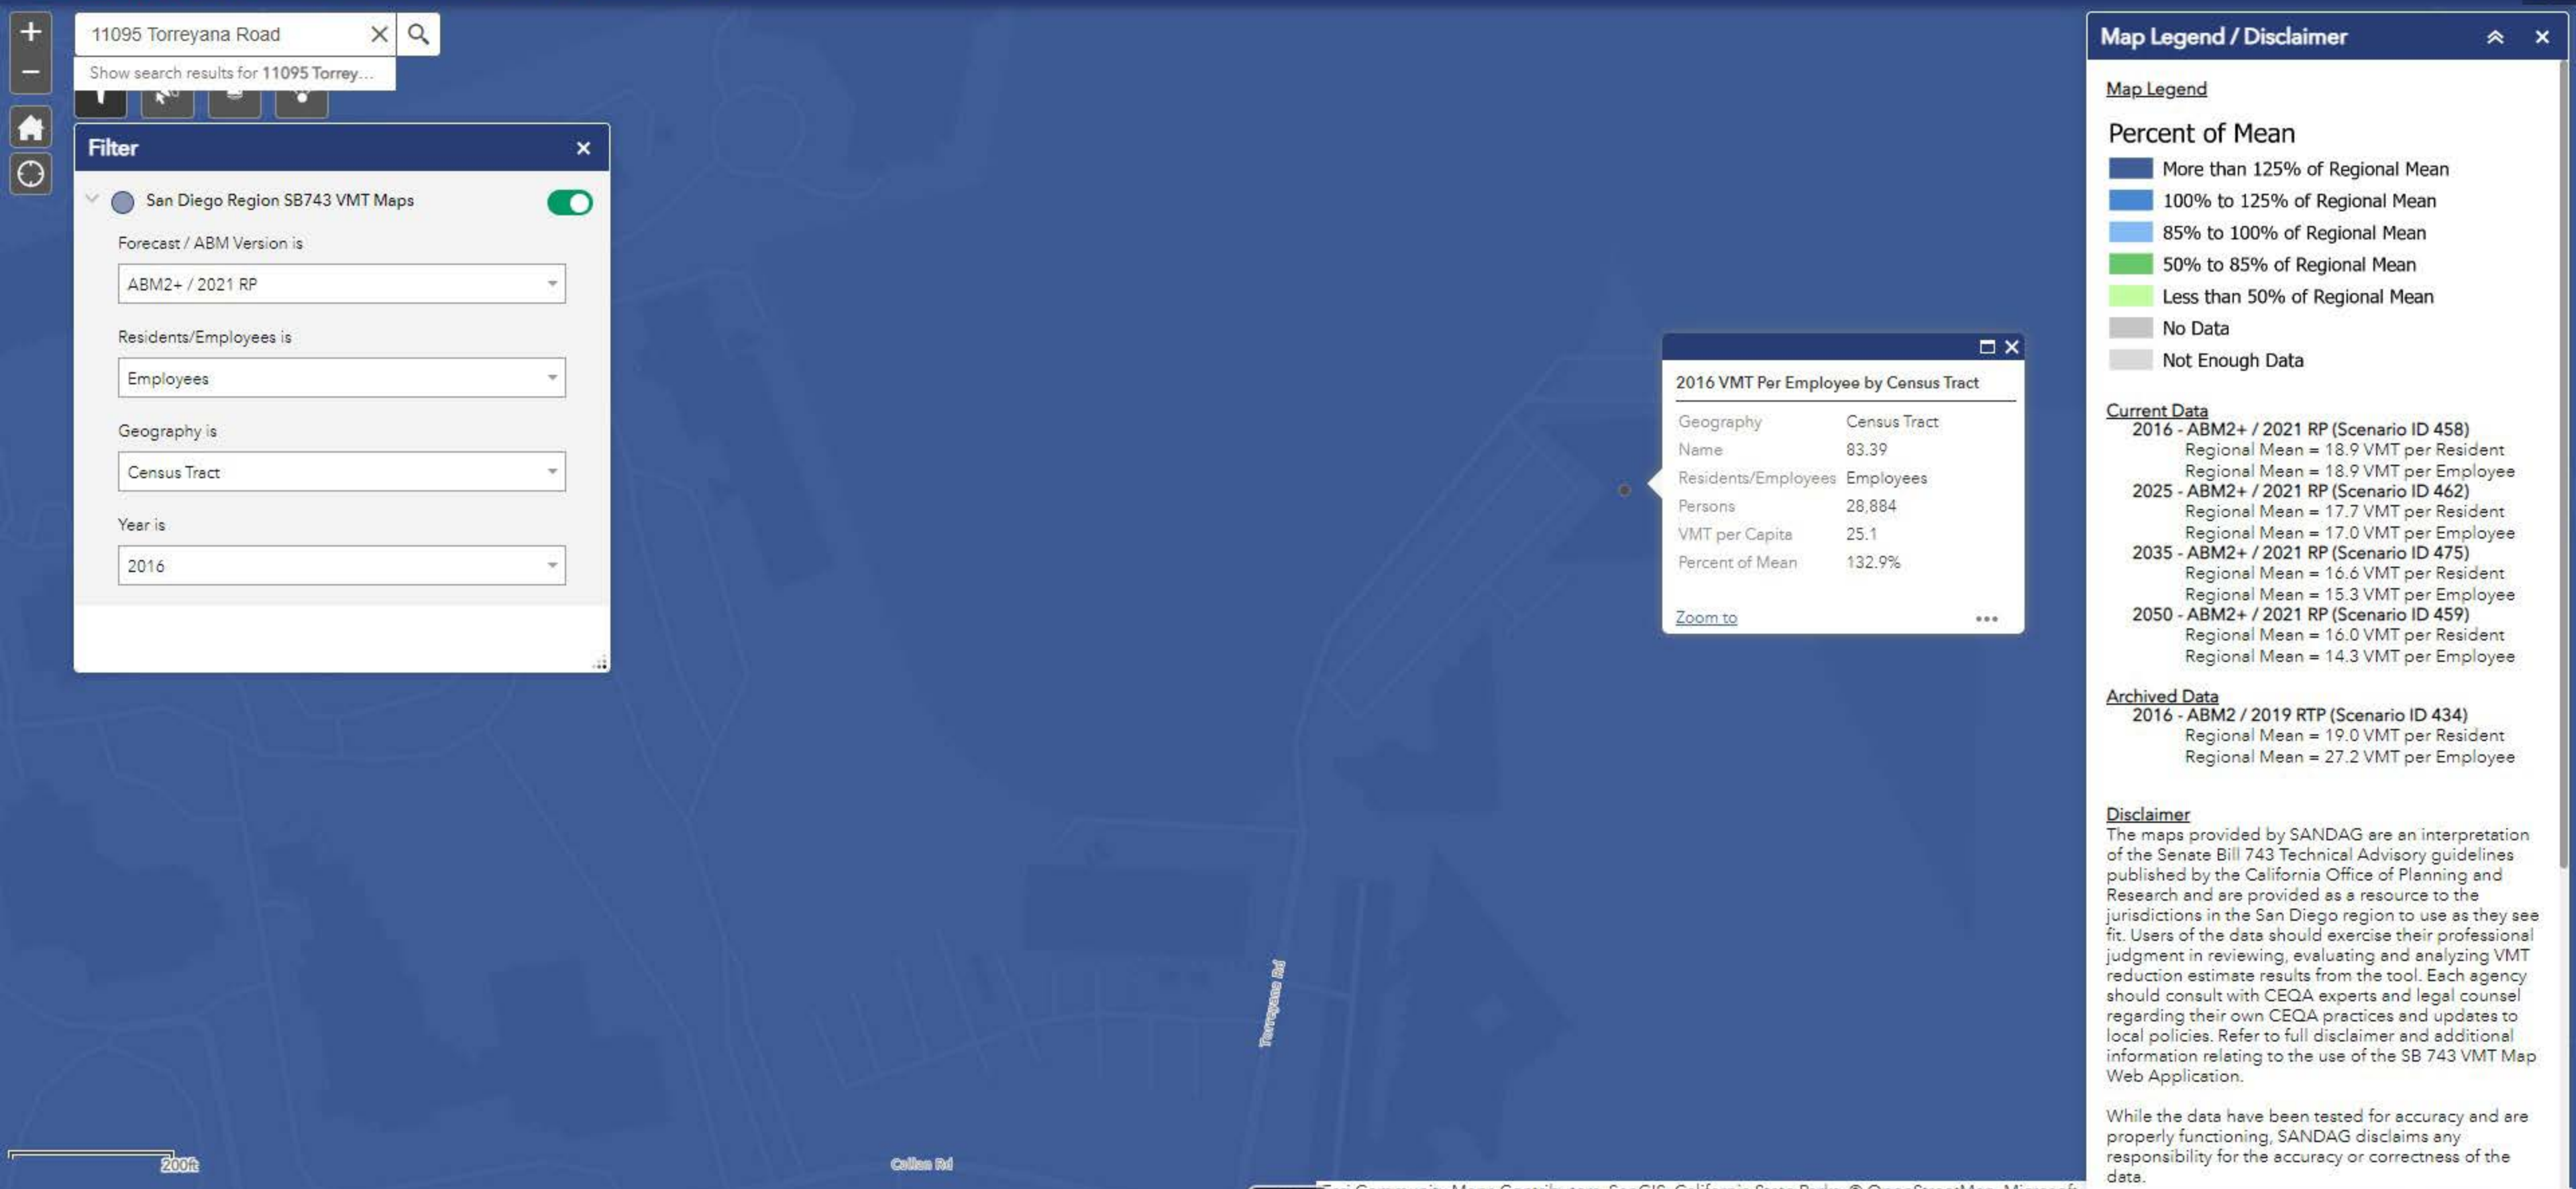 11095 Torreyana Road
Show search results for 11095 Torrey...
Filter
San Diego Region SB743 VMT Maps
Forecast / ABM Version is
ABM2+ / 2021 RP
Residents/Employees is
Employees
Geography is
Census Tract
Year is
2016
200ft
Callan Rd
Torreyana Rd
2016 VMT Per Employee by Census Tract
Geography Census Tract
Name 83.39
Residents/Employees Employees
Persons 28,884
VMT per Capita 25.1
Percent of Mean 132.9%
Zoom to
Map Legend / Disclaimer
Map Legend
Percent of Mean
More than 125% of Regional Mean
100% to 125% of Regional Mean
85% to 100% of Regional Mean
50% to 85% of Regional Mean
Less than 50% of Regional Mean
No Data
Not Enough Data
Current Data
2016 - ABM2+ / 2021 RP (Scenario ID 458)
Regional Mean = 18.9 VMT per Resident
Regional Mean = 18.9 VMT per Employee
2025 - ABM2+ / 2021 RP (Scenario ID 462)
Regional Mean = 17.7 VMT per Resident
Regional Mean = 17.0 VMT per Employee
2035 - ABM2+ / 2021 RP (Scenario ID 475)
Regional Mean = 16.6 VMT per Resident
Regional Mean = 15.3 VMT per Employee
2050 - ABM2+ / 2021 RP (Scenario ID 459)
Regional Mean = 16.0 VMT per Resident
Regional Mean = 14.3 VMT per Employee
Archived Data
2016 - ABM2 / 2019 RTP (Scenario ID 434)
Regional Mean = 19.0 VMT per Resident
Regional Mean = 27.2 VMT per Employee
Disclaimer
The maps provided by SANDAG are an interpretation
of the Senate Bill 743 Technical Advisory guidelines
published by the California Office of Planning and
Research and are provided as a resource to the
jurisdictions in the San Diego region to use as they see
fit. Users of the data should exercise their professional
judgment in reviewing, evaluating and analyzing VMT
reduction estimate results from the tool. Each agency
should consult with CEQA experts and legal counsel
regarding their own CEQA practices and updates to
local policies. Refer to full disclaimer and additional
information relating to the use of the SB 743 VMT Map
Web Application.
While the data have been tested for accuracy and are
properly functioning, SANDAG disclaims any
responsibility for the accuracy or correctness of the
data.